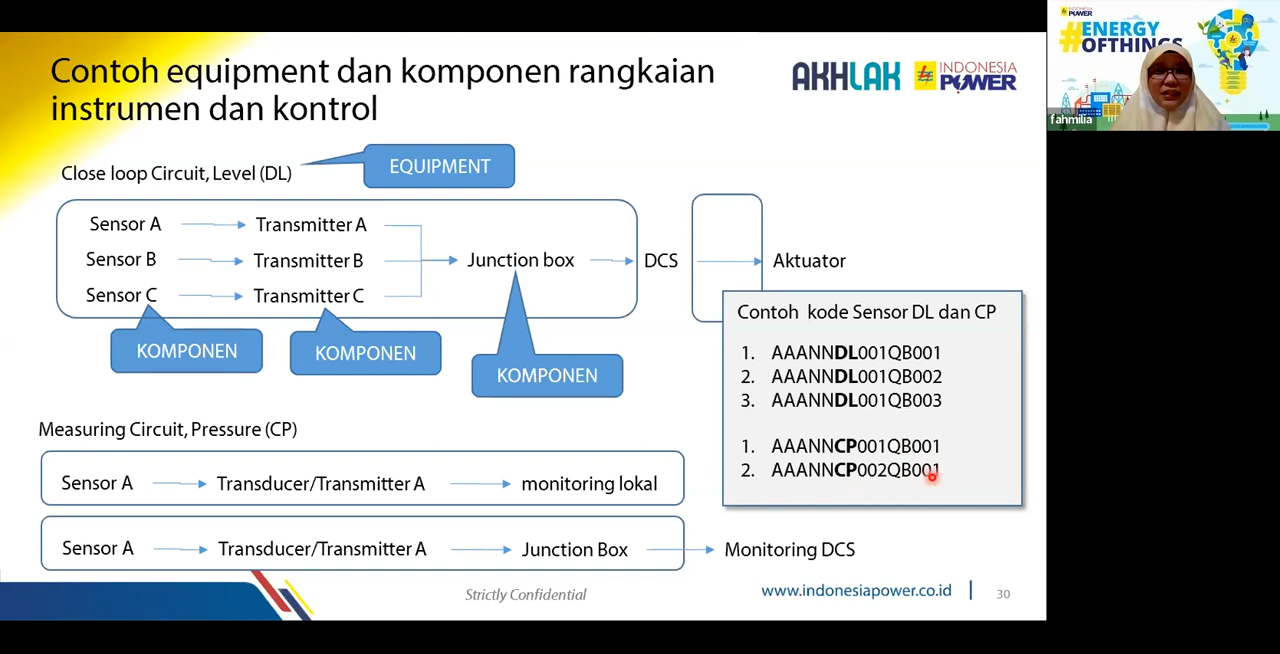 Contoh equipment dan komponen rangkaian
instrumen dan kontrol
AKHLAK
INDONESIA
POWER
INDONESIA
POWER
#ENERGY
OFTHINGS
fahmilia
Close loop Circuit, Level (DL)
EQUIPMENT
Sensor A
Transmitter A
Sensor B
Transmitter B
Junction box
DCS
Aktuator
Sensor C
Transmitter C
KOMPONEN
KOMPONEN
KOMPONEN
Contoh kode Sensor DL dan CP
1. AAANNDL001QB001
2. AAANNDL001QB002
3. AAANNDL001QB003
1. AAANNCP001QB001
2. AAANNCP002QB001
Measuring Circuit, Pressure (CP)
Sensor A
Transducer/Transmitter A
monitoring lokal
Sensor A
Transducer/Transmitter A
Junction Box
Monitoring DCS
Strictly Confidential
www.indonesiapower.co.id
30